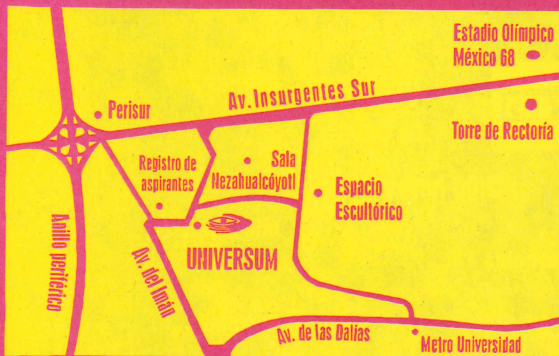 Estadio Olímpico
México 68
Perisur
Av. Insurgentes Sur
Torre de Rectoría
Registro de
aspirantes
Sala
Nezahualcóyotl
Espacio
Escultórico
Anillo periférico
Av. del Imán
UNIVERSUM
Av. de las Dalias
Metro Universidad